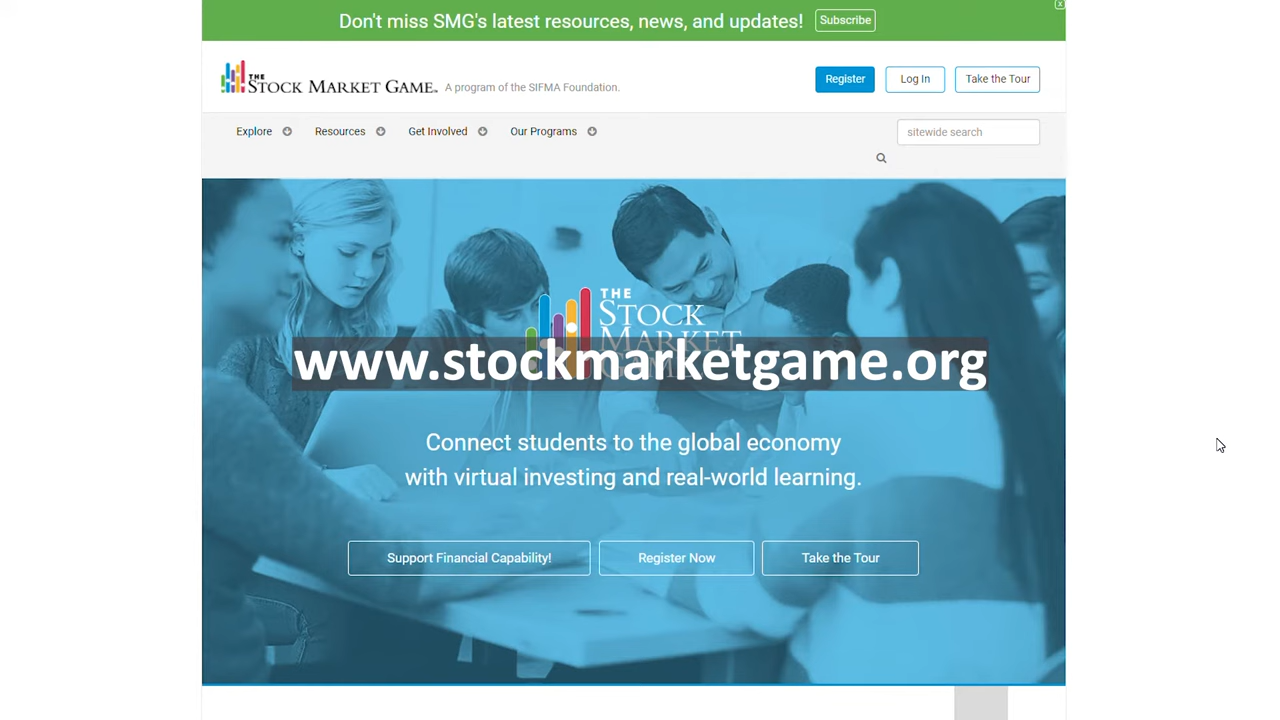 Don't miss SMG's latest resources, news, and updates! Subscribe
x
THE
STOCK MARKET GAME™ A program of the SIFMA Foundation.
Register Log In Take the Tour
Explore Resources Get Involved Our Programs sitewide search
THE
STOCK
MARKET
GAME
www.stockmarketgame.org
Connect students to the global economy
with virtual investing and real-world learning.
Support Financial Capability! Register Now Take the Tour